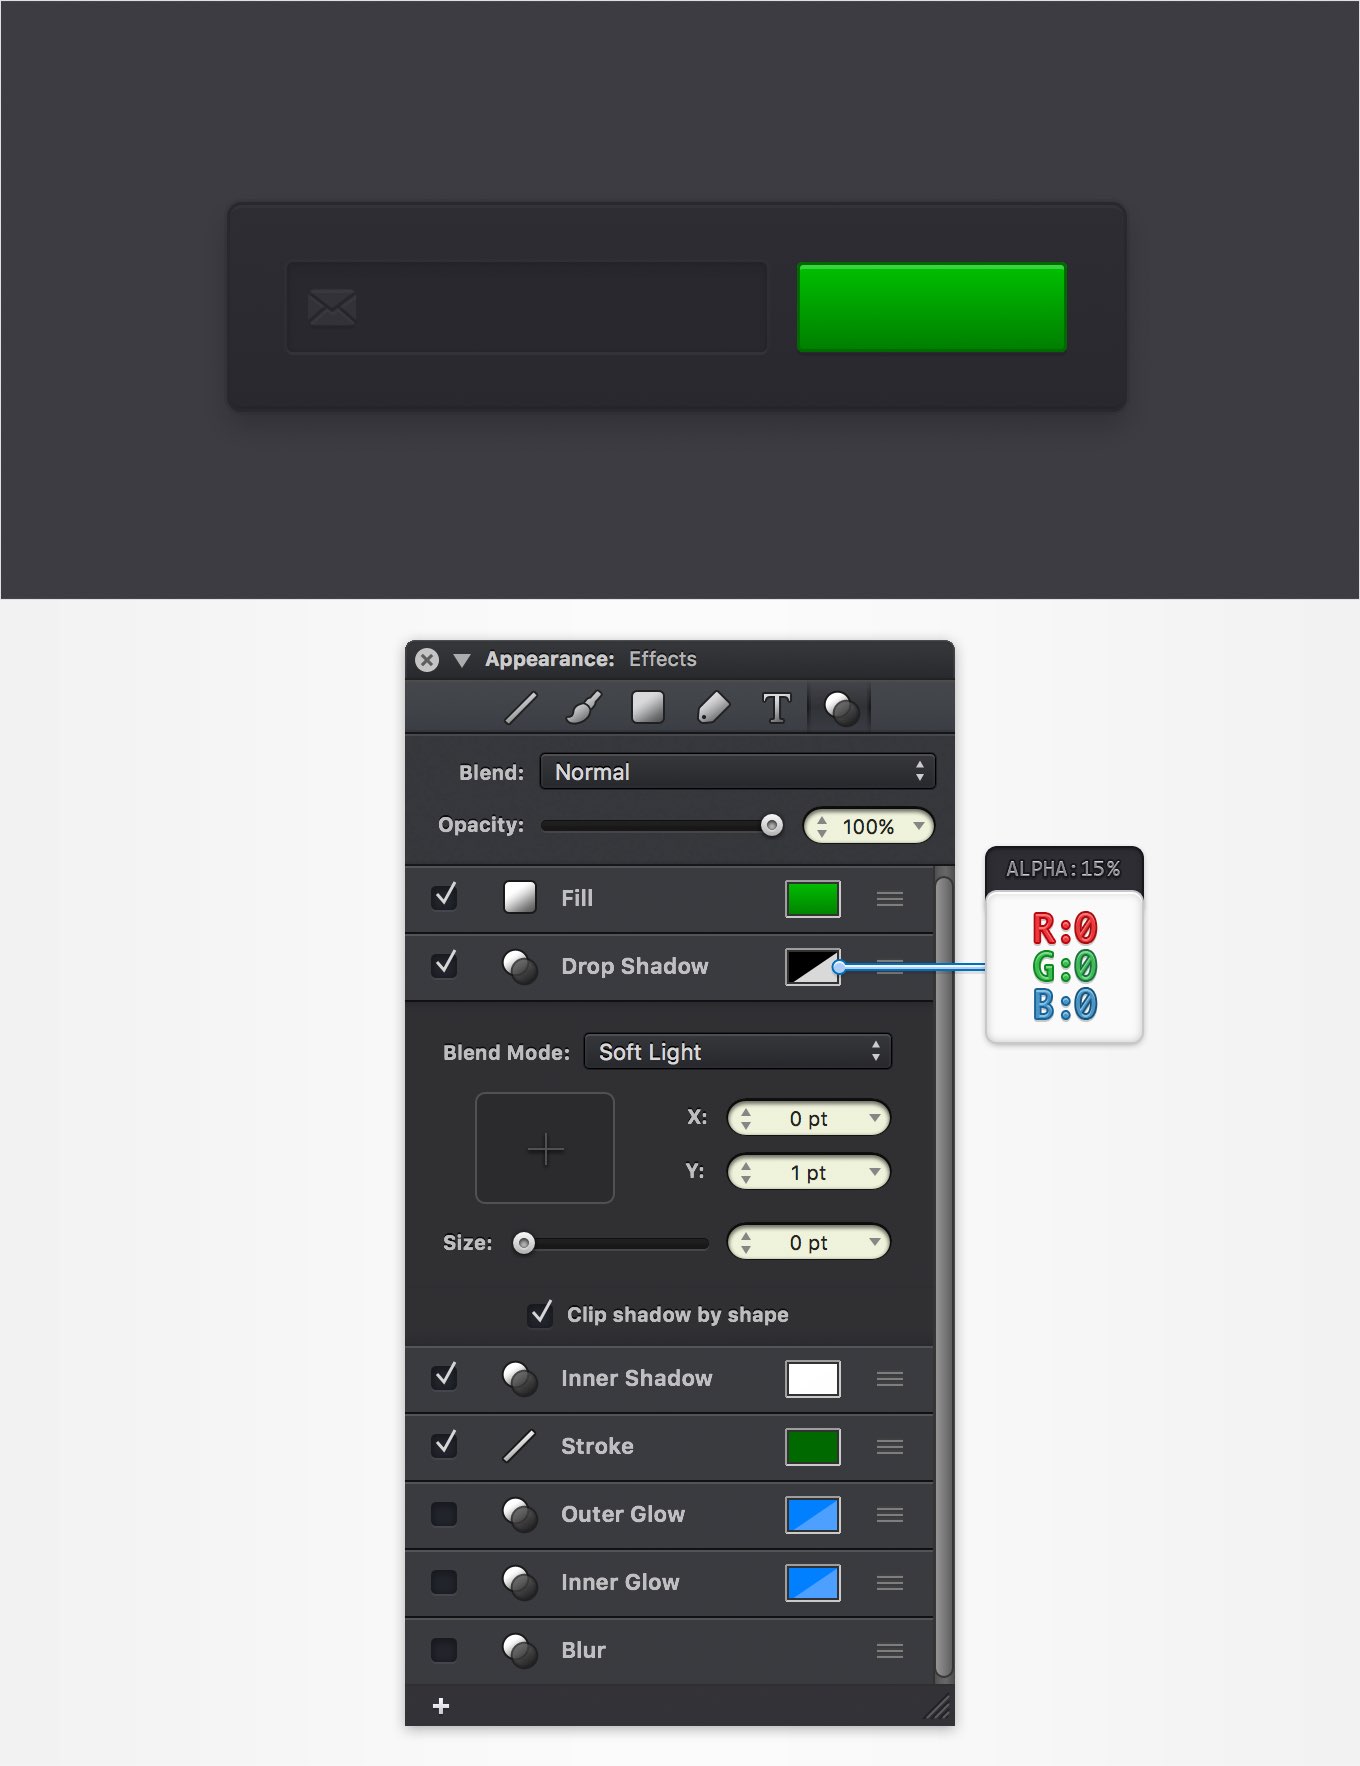 Appearance: Effects
T
Blend: Normal
Opacity: 100%
ALPHA:15%
Fill
R:0
Drop Shadow
G:0
B:0
Blend Mode: Soft Light
X: 0 pt
Y: 1 pt
Size: 0 pt
Clip shadow by shape
Inner Shadow
Stroke
Outer Glow
Inner Glow
Blur